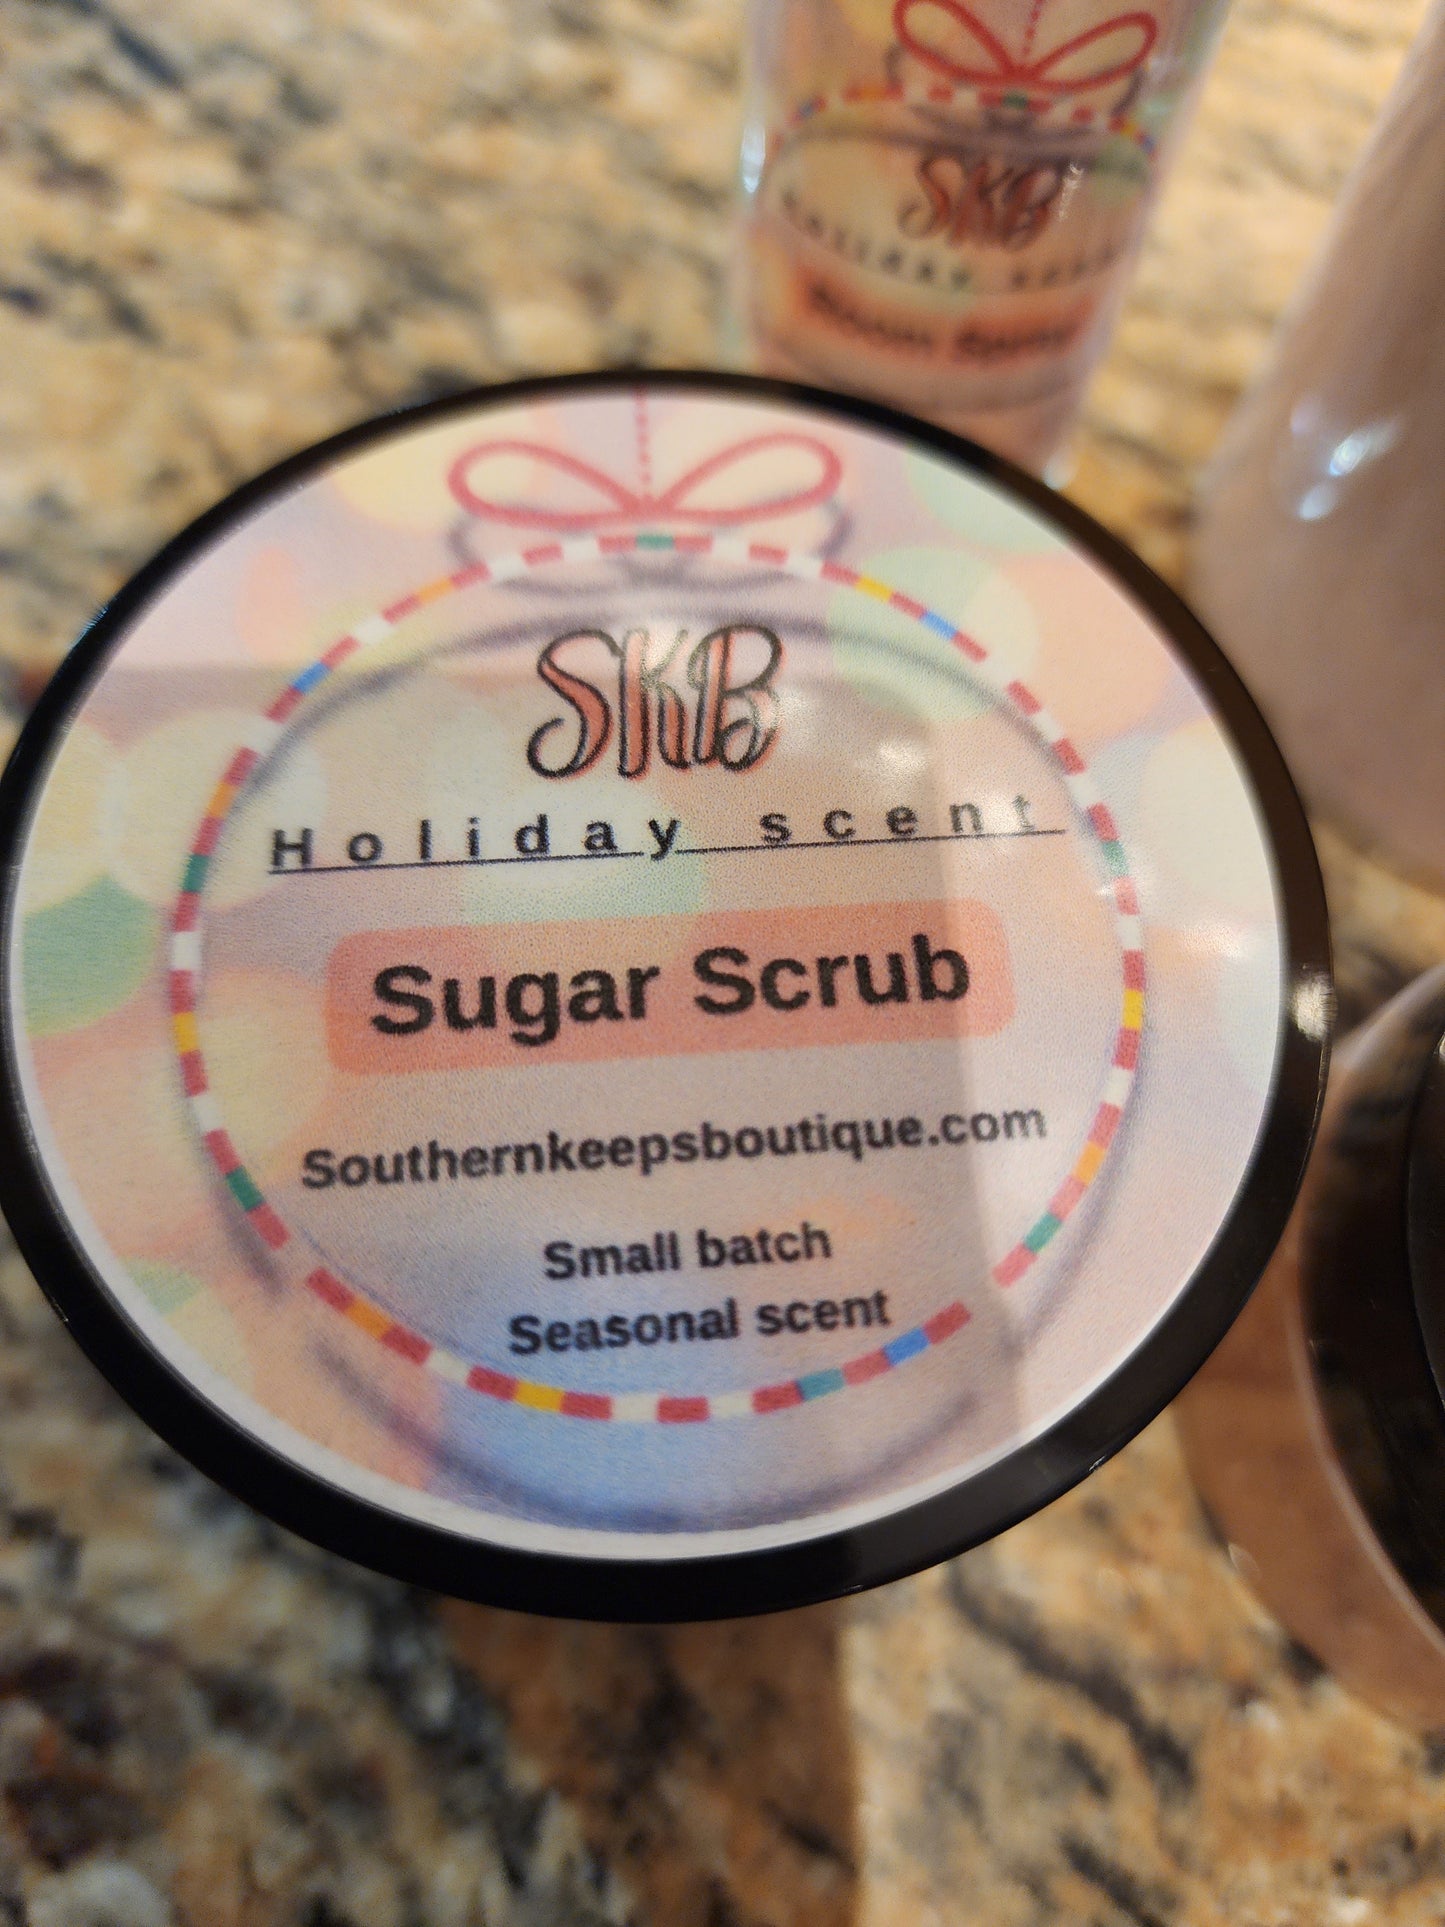 SKB
Holiday scent
Sugar Scrub
Southernkeepsboutique.com
Small batch
Seasonal scent
SKB